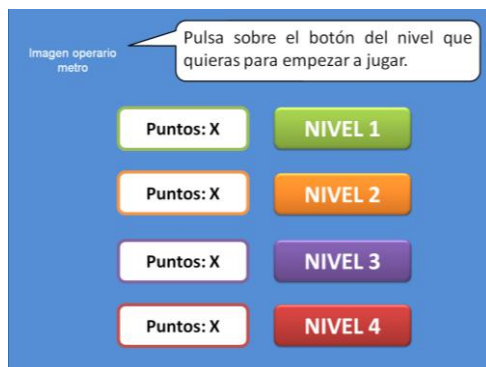 Imagen operario
metro
Pulsa sobre el botón del nivel que
quieras para empezar a jugar.
Puntos: X NIVEL 1
Puntos: X NIVEL 2
Puntos: X NIVEL 3
Puntos: X NIVEL 4